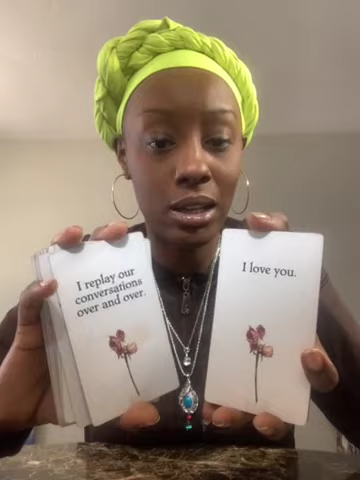 I replay our
conversations
over and over.
I love you.